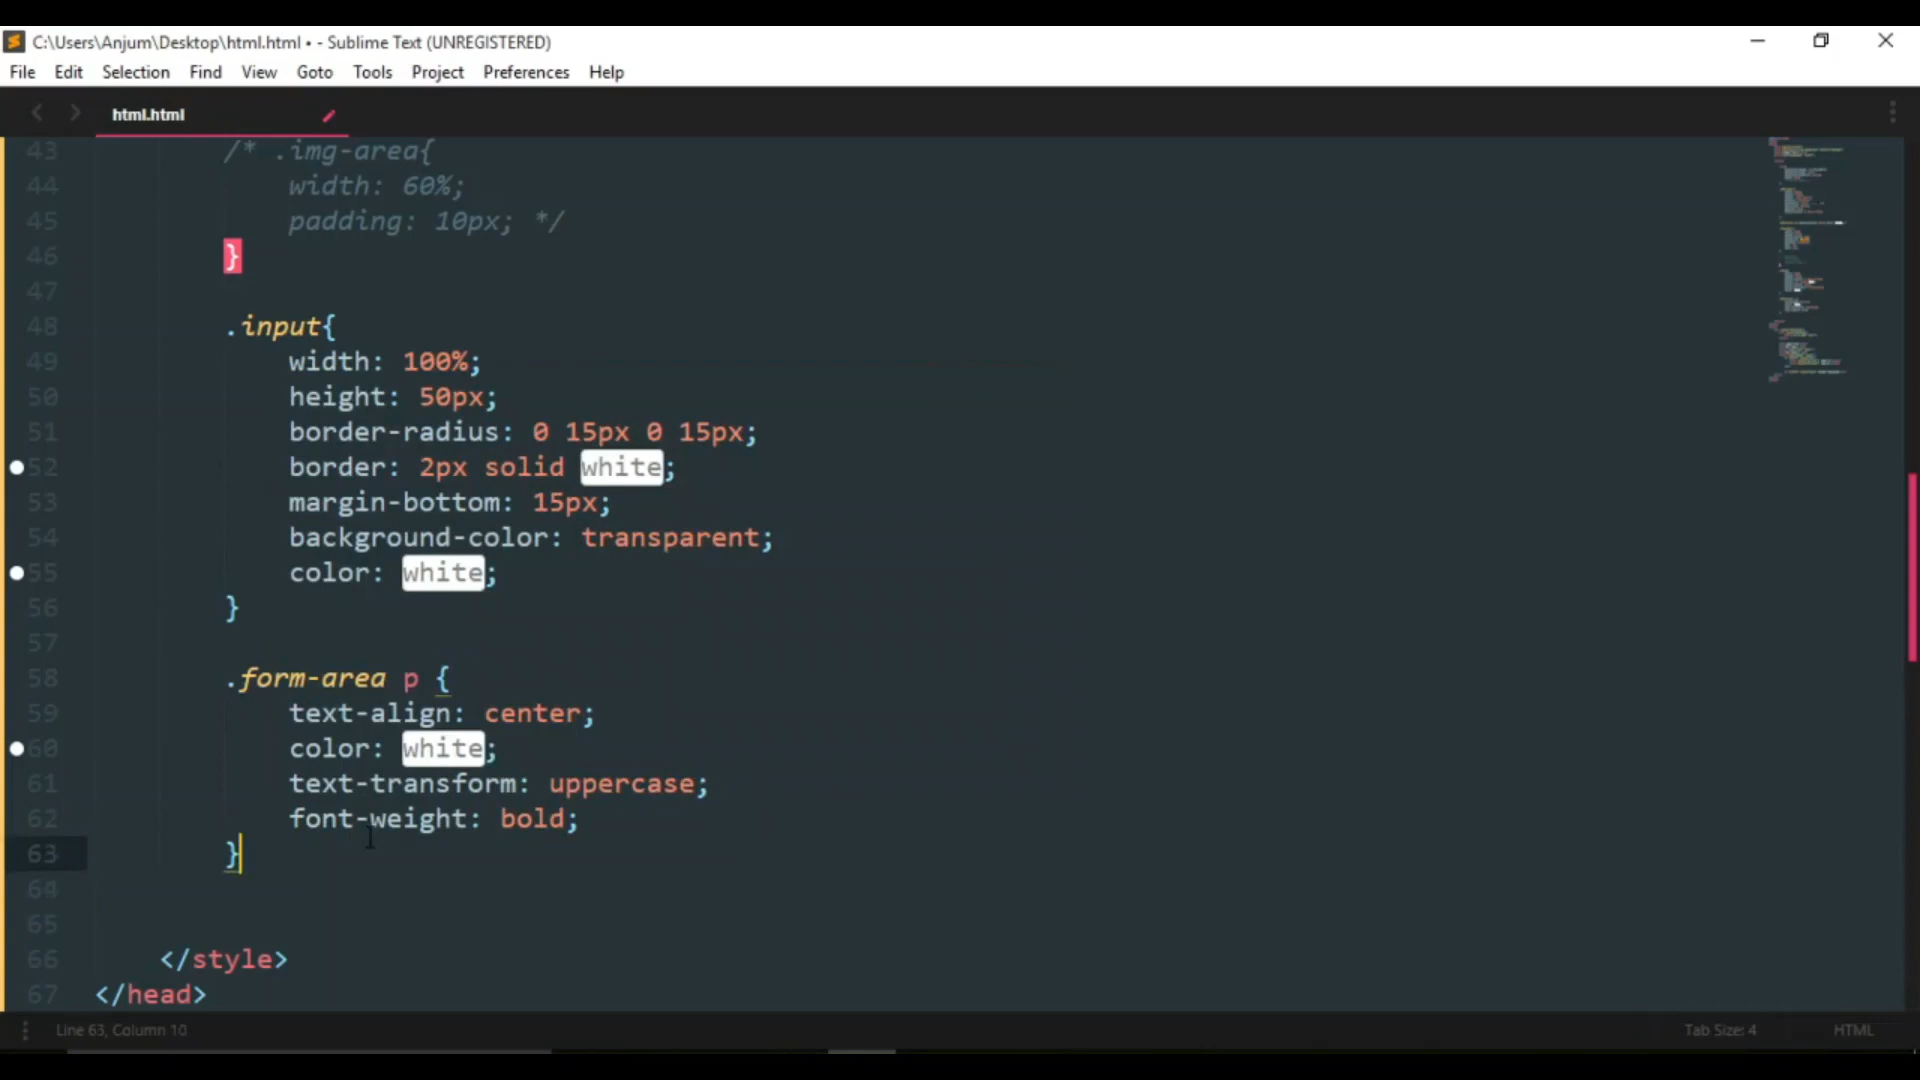 C:\Users\Anjum\Desktop\html.html • - Sublime Text (UNREGISTERED)
File Edit Selection Find View Goto Tools Project Preferences Help
html.html
43 /* .img-area{
44 width: 60%;
45 padding: 10px; */
46 }
47
48 .input{
49 width: 100%;
50 height: 50px;
51 border-radius: 0 15px 0 15px;
52 border: 2px solid white;
53 margin-bottom: 15px;
54 background-color: transparent;
55 color: white;
56 }
57
58 .form-area p {
59 text-align: center;
60 color: white;
61 text-transform: uppercase;
62 font-weight: bold;
63 }
64
65
66 </style>
67 </head>
Line 63, Column 10 Tab Size: 4 HTML